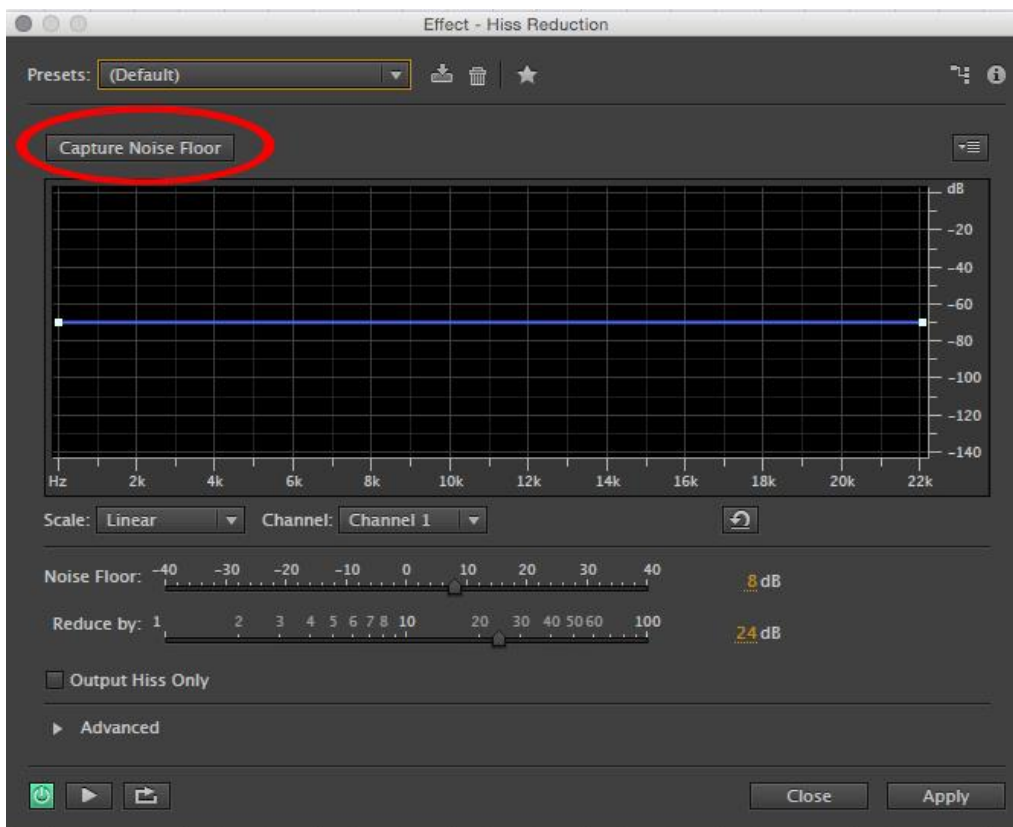 Effect - Hiss Reduction
Presets: (Default)
Capture Noise Floor
dB
-20
-40
-60
-80
-100
-120
-140
Hz 2k 4k 6k 8k 10k 12k 14k 16k 18k 20k 22k
Scale: Linear Channel: Channel 1
-40 -30 -20 -10 0 10 20 30 40
Noise Floor: 8 dB
Reduce by: 1 2 3 4 5 6 7 8 10 20 30 40 50 60 100
24 dB
Output Hiss Only
Advanced
Close Apply